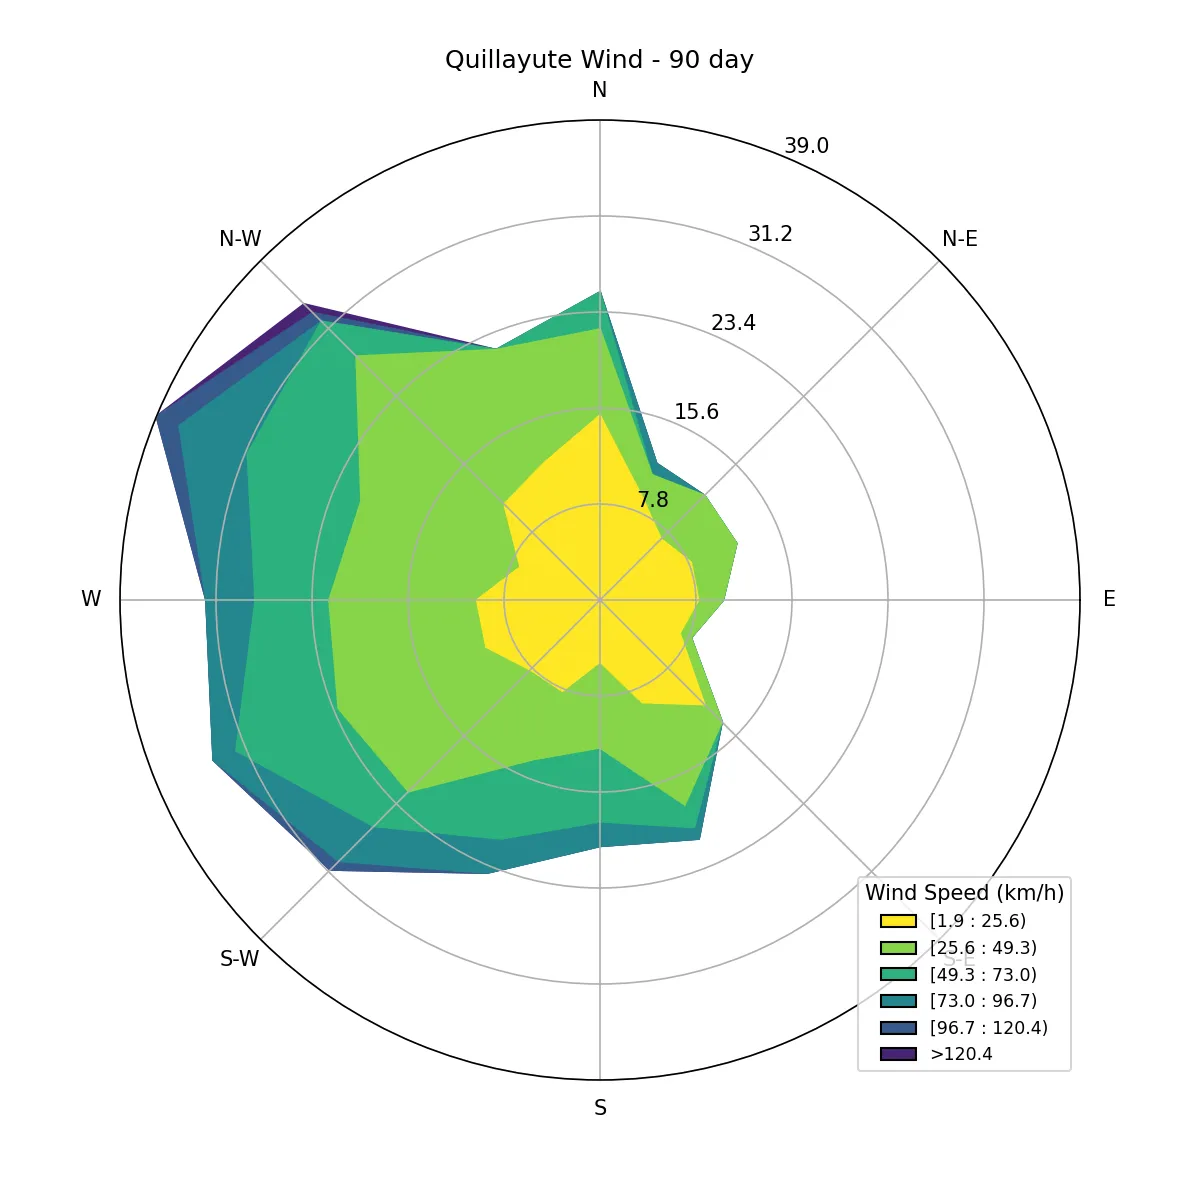 Quillayute Wind - 90 day
N
39.0
31.2
N-W
N-E
23.4
15.6
7.8
W
E
Wind Speed (km/h)
[1.9 : 25.6)
[25.6 : 49.3)
S-W
S-E
[49.3 : 73.0)
[73.0 : 96.7)
[96.7 : 120.4)
>120.4
S